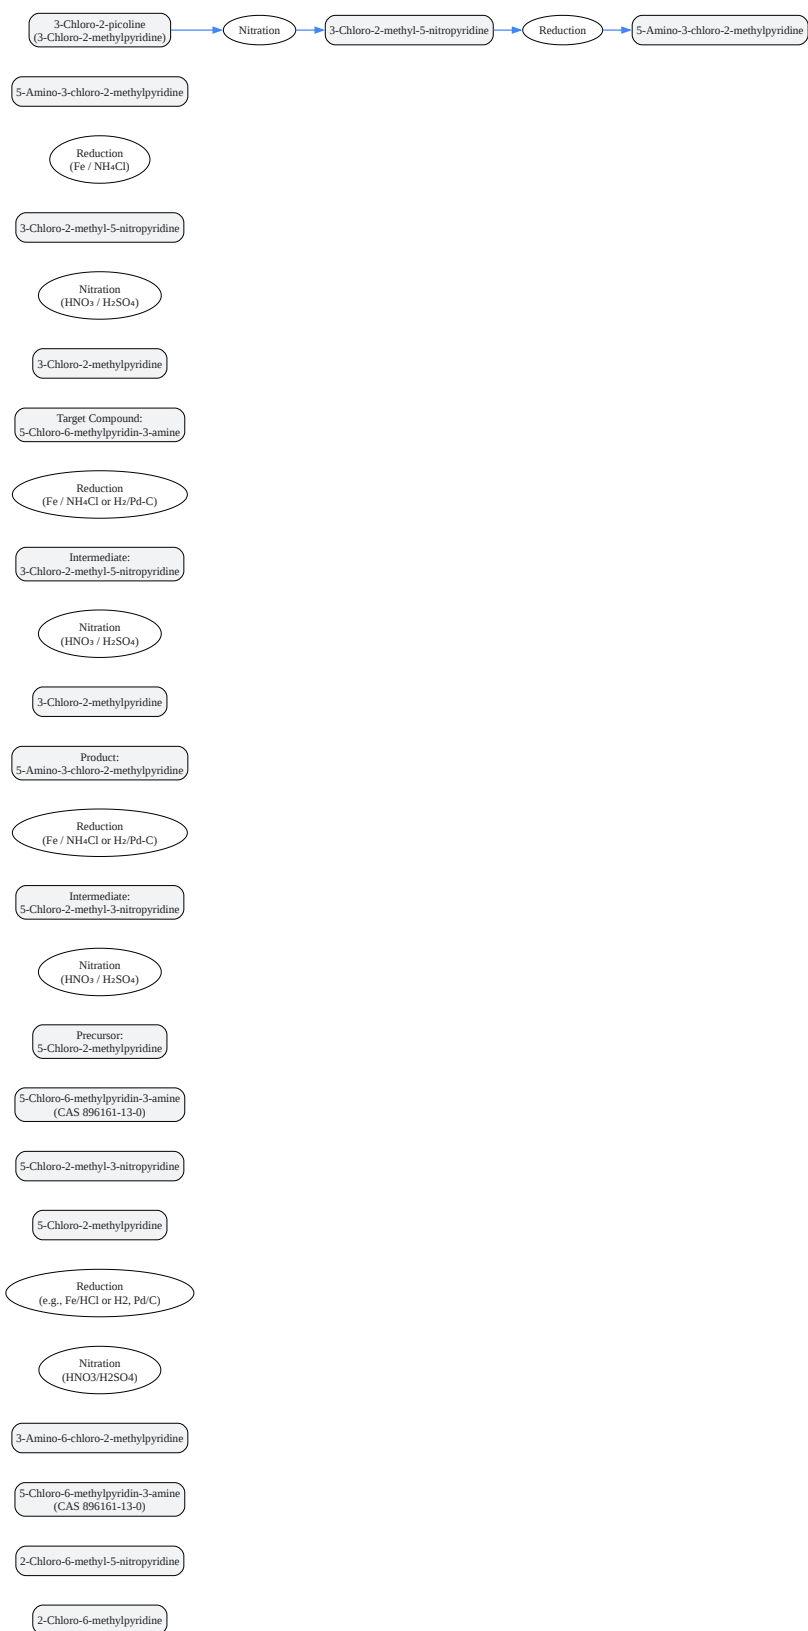 3-Chloro-2-picoline
(3-Chloro-2-methylpyridine)
Nitration
3-Chloro-2-methyl-5-nitropyridine
Reduction
5-Amino-3-chloro-2-methylpyridine
5-Amino-3-chloro-2-methylpyridine
Reduction
(Fe / NH₄Cl)
3-Chloro-2-methyl-5-nitropyridine
Nitration
(HNO₃ / H₂SO₄)
3-Chloro-2-methylpyridine
Target Compound:
5-Chloro-6-methylpyridin-3-amine
Reduction
(Fe / NH₄Cl or H₂/Pd-C)
Intermediate:
3-Chloro-2-methyl-5-nitropyridine
Nitration
(HNO₃ / H₂SO₄)
3-Chloro-2-methylpyridine
Product:
5-Amino-3-chloro-2-methylpyridine
Reduction
(Fe / NH₄Cl or H₂/Pd-C)
Intermediate:
5-Chloro-2-methyl-3-nitropyridine
Nitration
(HNO₃ / H₂SO₄)
Precursor:
5-Chloro-2-methylpyridine
5-Chloro-6-methylpyridin-3-amine
(CAS 896161-13-0)
5-Chloro-2-methyl-3-nitropyridine
5-Chloro-2-methylpyridine
Reduction
(e.g., Fe/HCl or H2, Pd/C)
Nitration
(HNO3/H2SO4)
3-Amino-6-chloro-2-methylpyridine
5-Chloro-6-methylpyridin-3-amine
(CAS 896161-13-0)
2-Chloro-6-methyl-5-nitropyridine
2-Chloro-6-methylpyridine